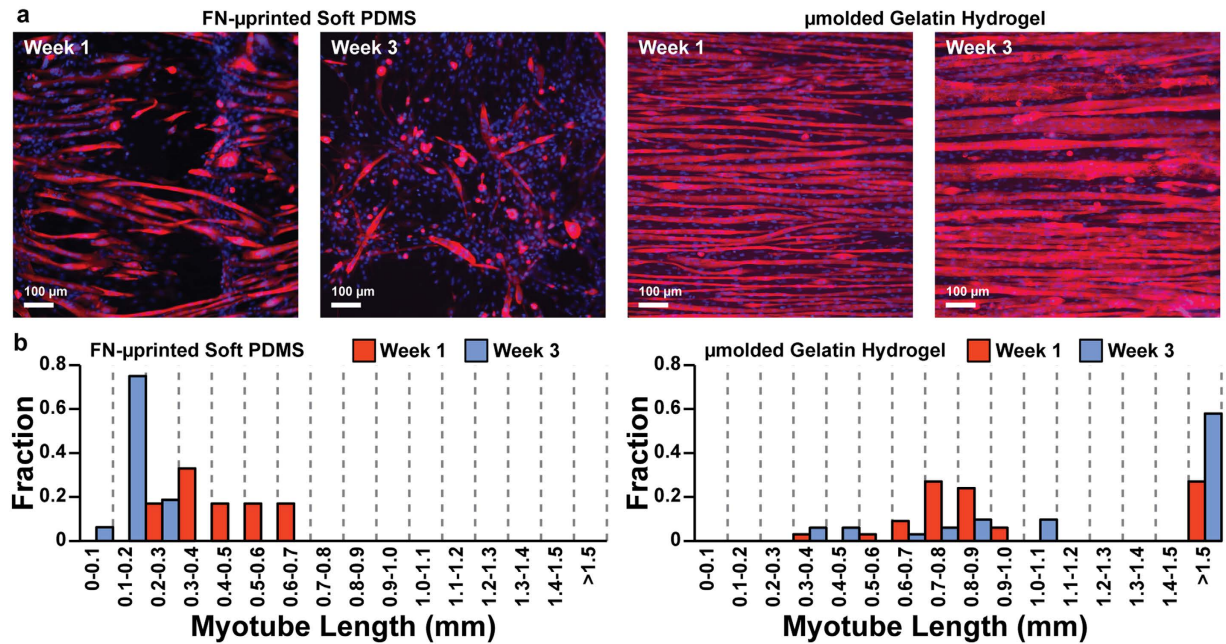 a
FN-µprinted Soft PDMS
µmolded Gelatin Hydrogel
Week 1
Week 3
Week 1
Week 3
100 µm
100 µm
100 µm
100 µm
b
FN-µprinted Soft PDMS
Week 1
Week 3
µmolded Gelatin Hydrogel
Week 1
Week 3
Fraction
0.8
0.6
0.4
0.2
0
0-0.1
0.1-0.2
0.2-0.3
0.3-0.4
0.4-0.5
0.5-0.6
0.6-0.7
0.7-0.8
0.8-0.9
0.9-1.0
1.0-1.1
1.1-1.2
1.2-1.3
1.3-1.4
1.4-1.5
>1.5
Myotube Length (mm)
Fraction
0.8
0.6
0.4
0.2
0
0-0.1
0.1-0.2
0.2-0.3
0.3-0.4
0.4-0.5
0.5-0.6
0.6-0.7
0.7-0.8
0.8-0.9
0.9-1.0
1.0-1.1
1.1-1.2
1.2-1.3
1.3-1.4
1.4-1.5
>1.5
Myotube Length (mm)